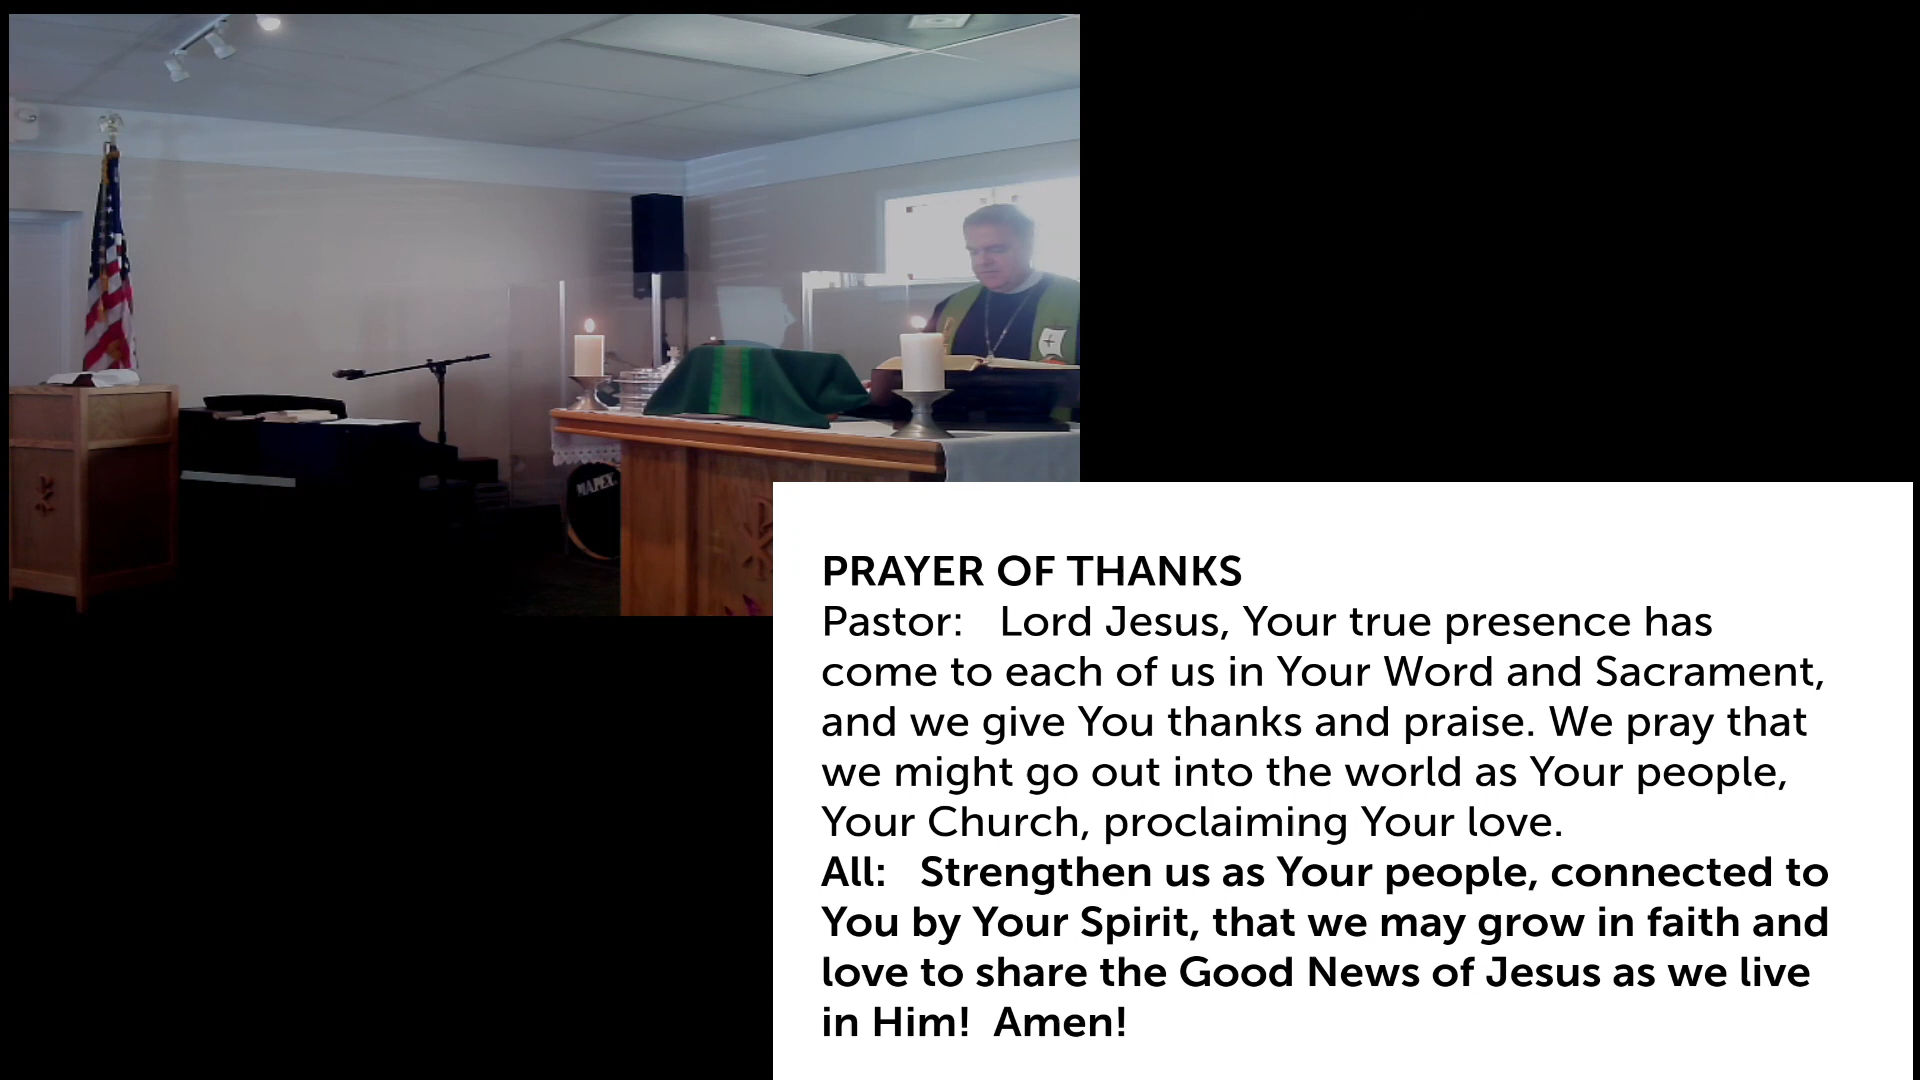 MAPEX
PRAYER OF THANKS
Pastor:   Lord Jesus, Your true presence has
come to each of us in Your Word and Sacrament,
and we give You thanks and praise. We pray that
we might go out into the world as Your people,
Your Church, proclaiming Your love.
All:   Strengthen us as Your people, connected to
You by Your Spirit, that we may grow in faith and
love to share the Good News of Jesus as we live
in Him!  Amen!